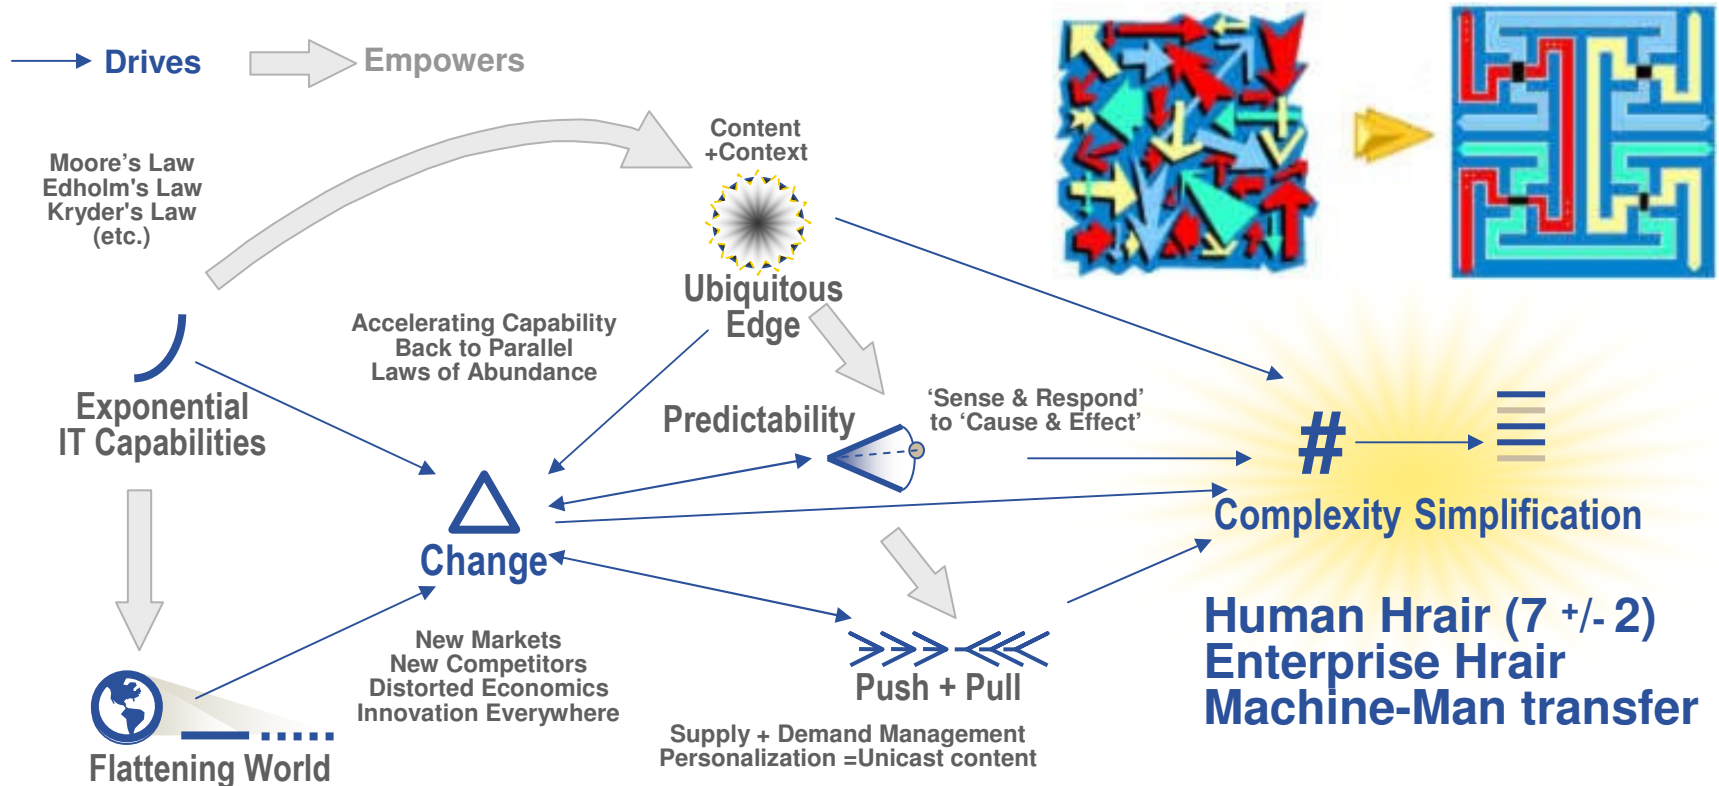 Drives
Empowers
Moore’s Law
Edholm's Law
Kryder's Law
(etc.)
Content
+Context
Ubiquitous
Edge
Accelerating Capability
Back to Parallel
Laws of Abundance
Exponential
IT Capabilities
Predictability
‘Sense & Respond’
to ‘Cause & Effect’
#
Complexity Simplification
Change
Human Hrair (7 +/- 2)
Enterprise Hrair
Machine-Man transfer
New Markets
New Competitors
Distorted Economics
Innovation Everywhere
Push + Pull
Supply + Demand Management
Personalization =Unicast content
Flattening World